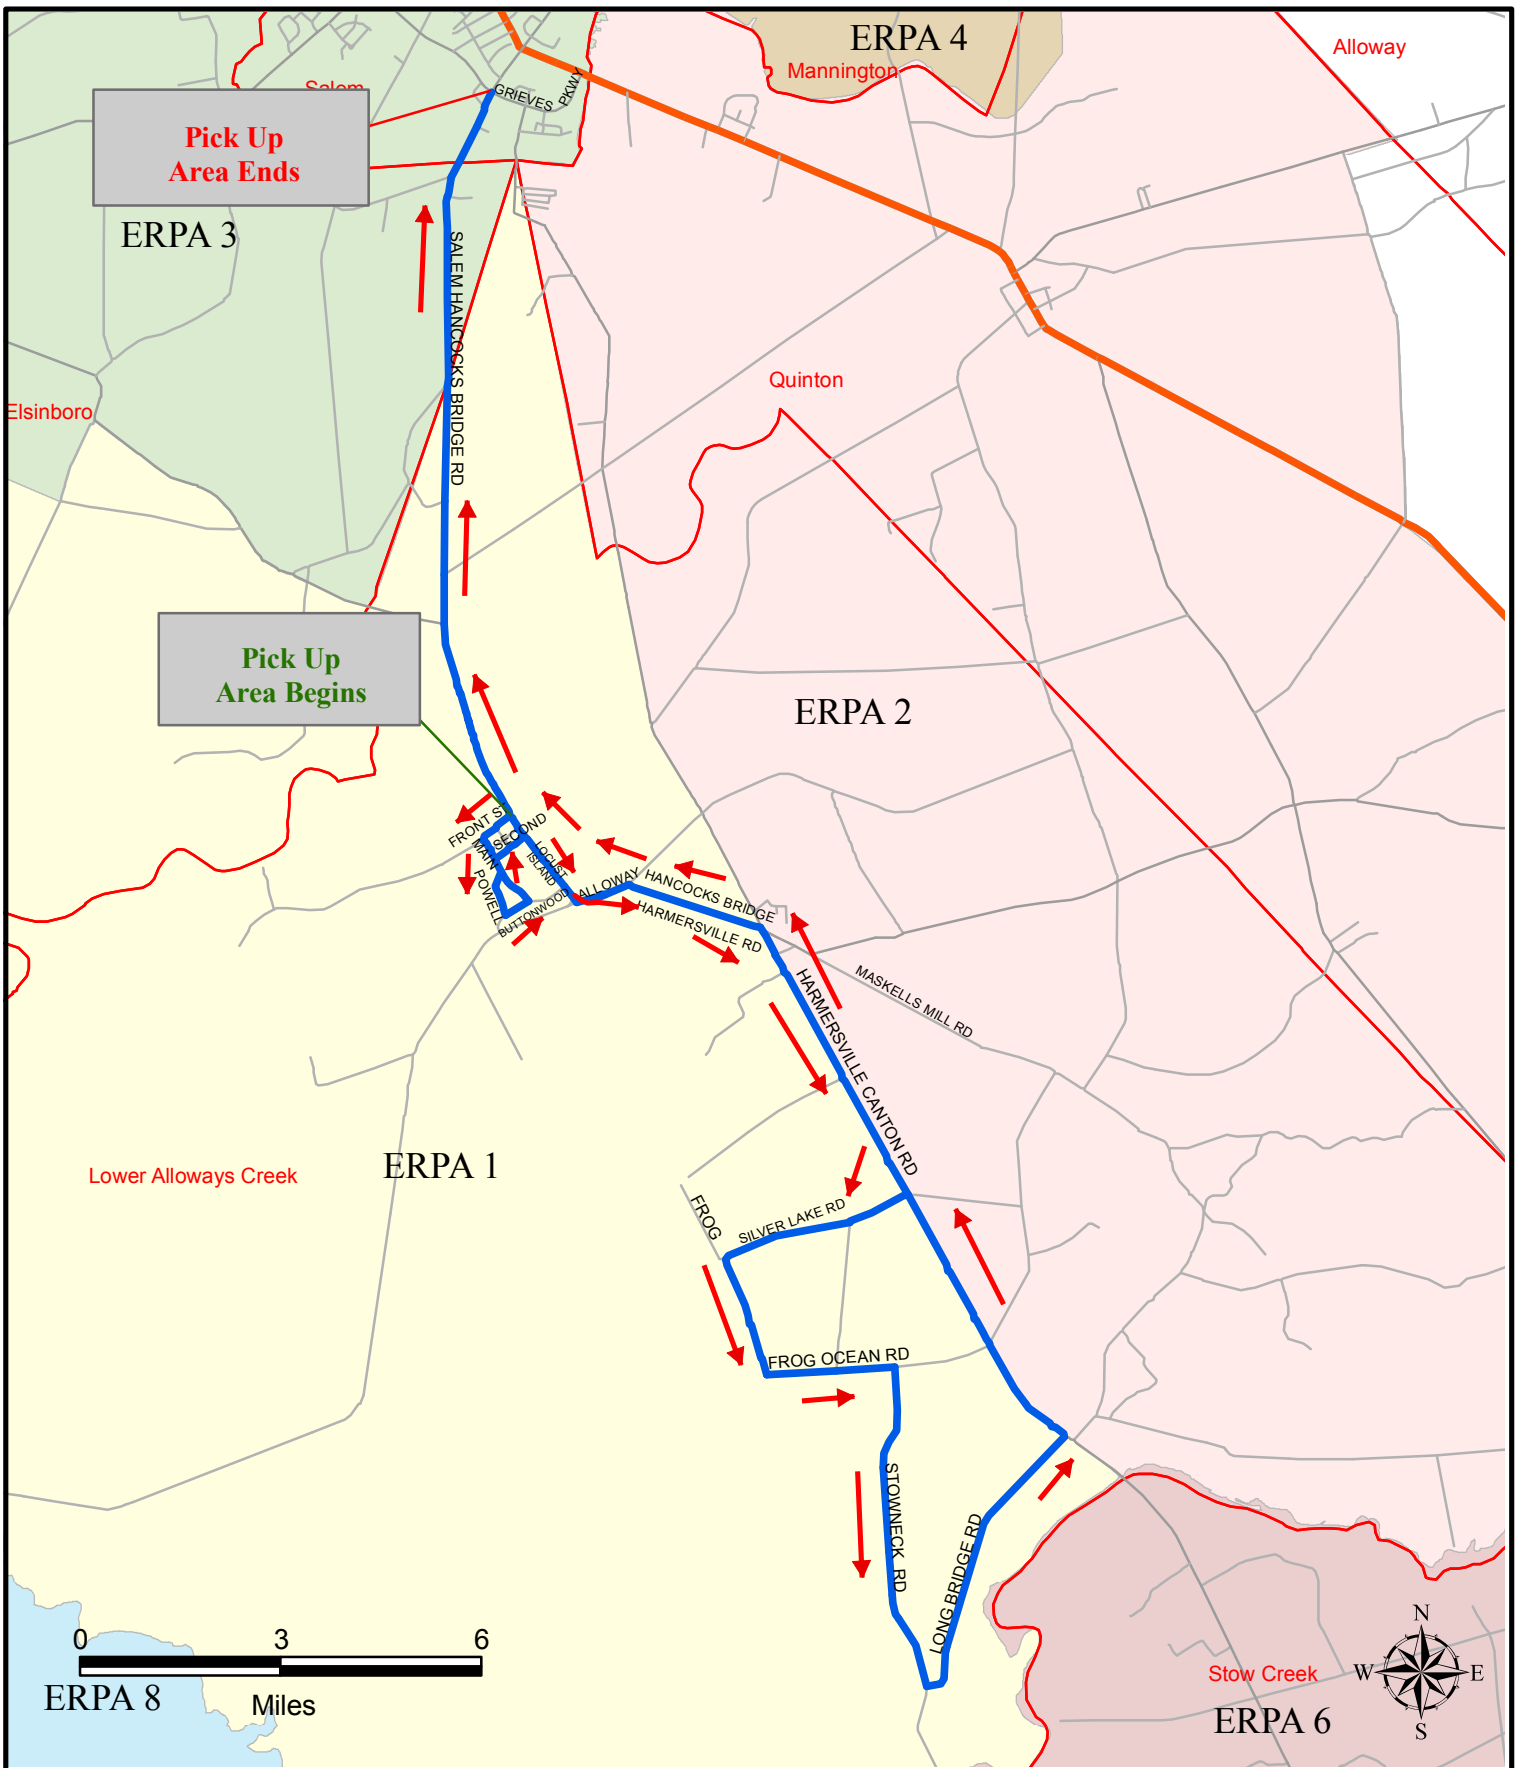 ERPA 4
Mannington
Alloway
Salem
GRIEVES PKWY
Pick Up
Area Ends
ERPA 3
SALEM HANCOCKS BRIDGE RD
Quinton
Elsinboro
Pick Up
Area Begins
ERPA 2
FRONT ST
SECOND
MAIN
LOCUST
ISLAND
POWELL
BUTTONWOOD
ALLOWAY
HANCOCKS BRIDGE
HARMERSVILLE RD
MASKELLS MILL RD
HARMERSVILLE CANTON RD
Lower Alloways Creek
ERPA 1
FROG
SILVER LAKE RD
FROG OCEAN RD
STOWNECK RD
LONG BRIDGE RD
0 3 6
Miles
ERPA 8
Stow Creek
ERPA 6
N
W E
S